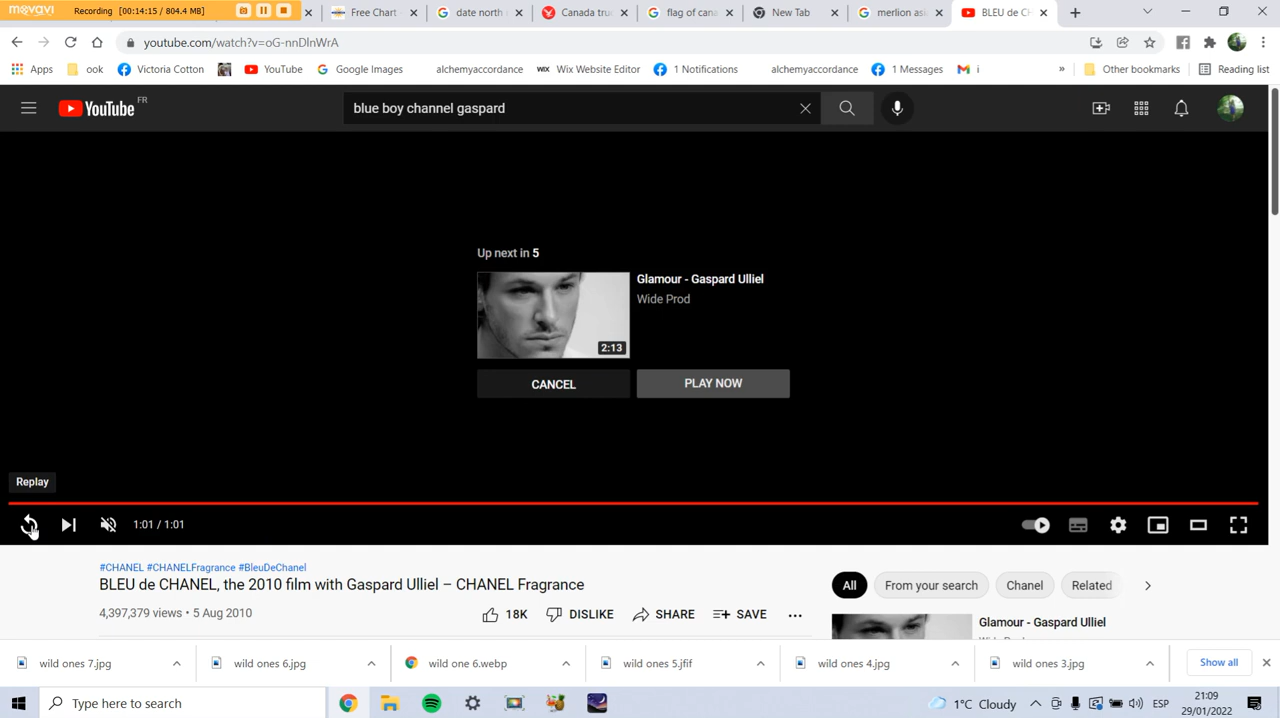 movavi Recording [00:14:15 / 804.4 MB]
Free Chart - date north Canada truc flag of cana New Tab merlion asi BLEU de CH
youtube.com/watch?v=oG-nnDlnWrA
Apps ook Victoria Cotton YouTube Google Images alchemyaccordance WIX Wix Website Editor 1 Notifications alchemyaccordance 1 Messages i » Other bookmarks Reading list
YouTube FR blue boy channel gaspard
Up next in 5
Glamour - Gaspard Ulliel
Wide Prod
2:13
CANCEL PLAY NOW
Replay
1:01 / 1:01
#CHANEL #CHANELFragrance #BleuDeChanel
BLEU de CHANEL, the 2010 film with Gaspard Ulliel – CHANEL Fragrance
4,397,379 views • 5 Aug 2010
18K DISLIKE SHARE SAVE ...
All From your search Chanel Related
Glamour - Gaspard Ulliel
wild ones 7.jpg wild ones 6.jpg wild one 6.webp wild ones 5.jfif wild ones 4.jpg wild ones 3.jpg Show all
Type here to search
1°C Cloudy ESP 21:09
29/01/2022